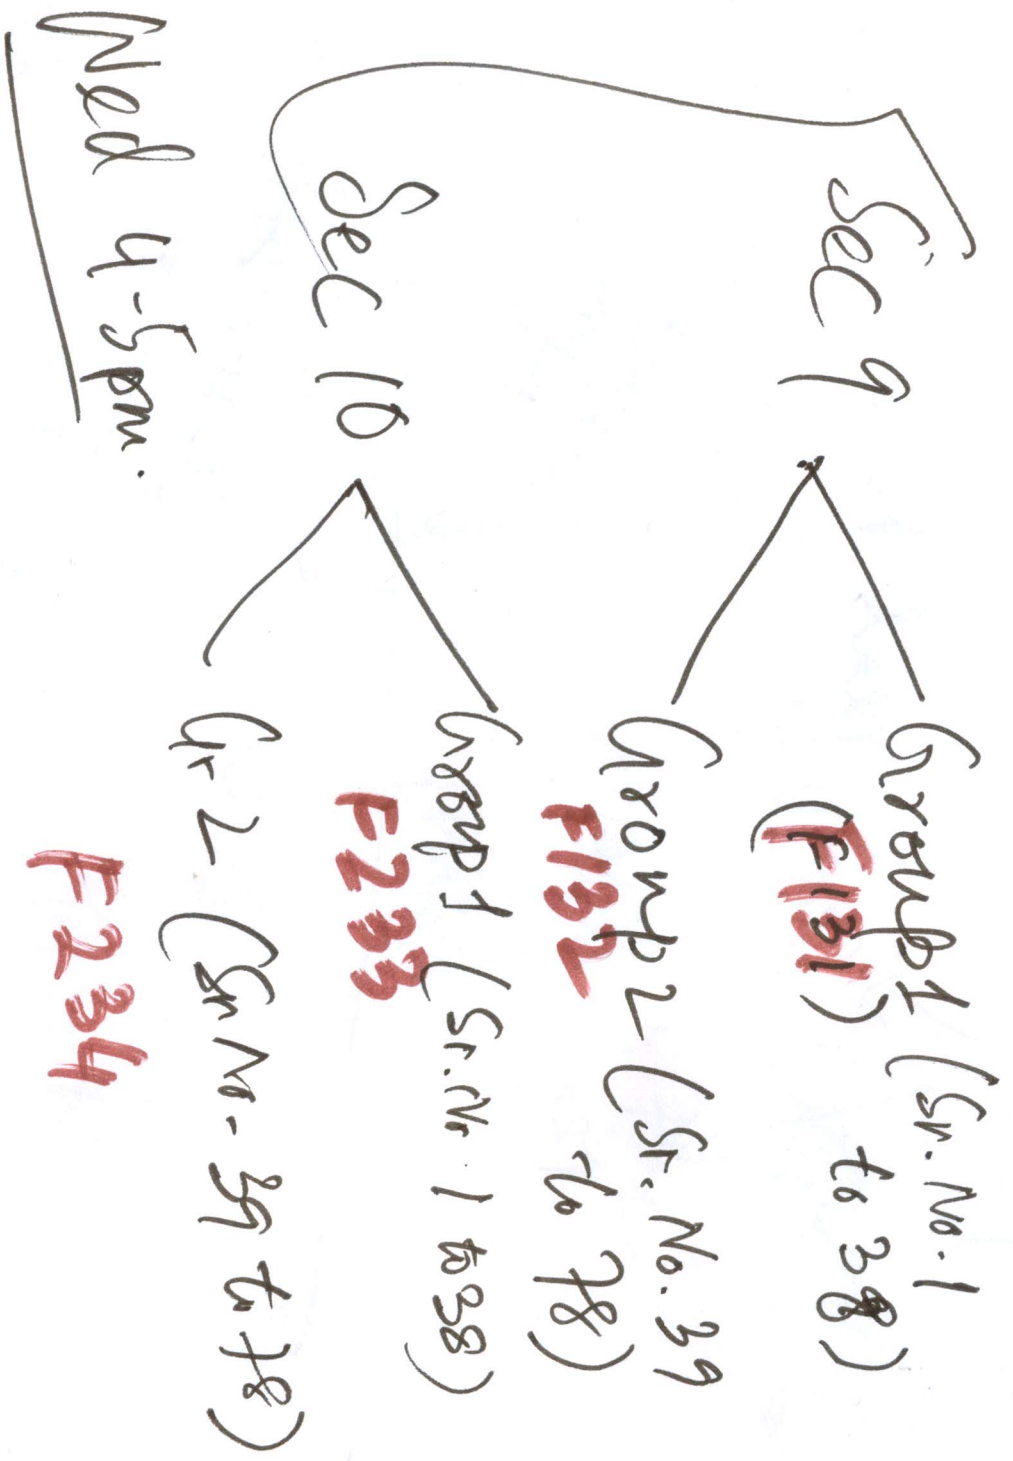 Sec 9
Group 1 (Sr. No. 1
to 38)
(F131)
Group 2 (Sr. No. 39
to 78)
F132
Sec 10
Group 1 (Sr. No. 1 to 38)
F233
Gr 2 (Sr No- 39 to 78)
F234
Wed 4-5pm.